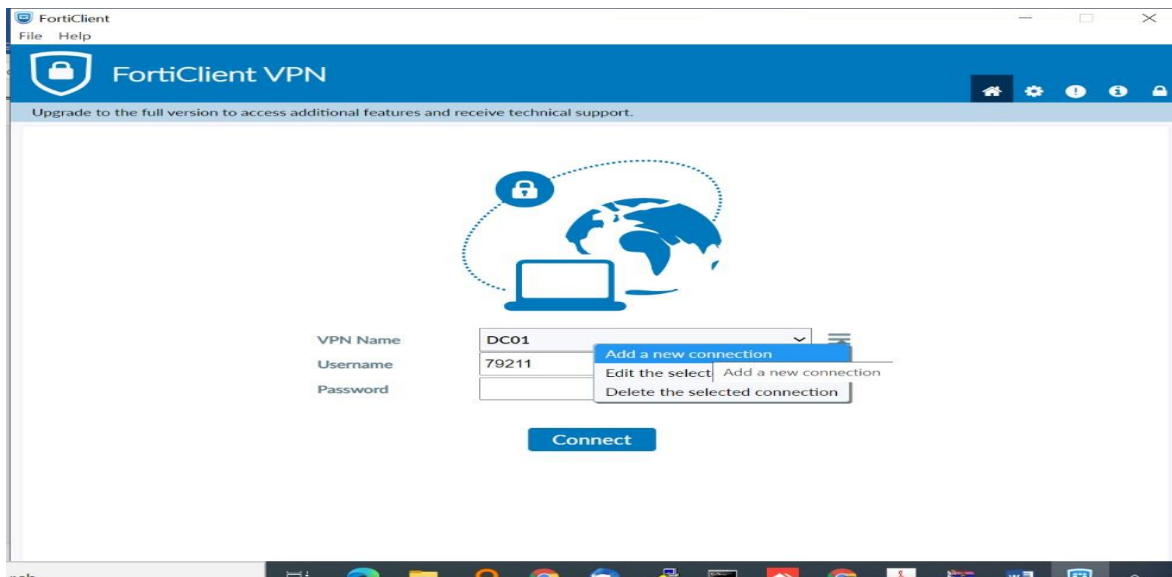 FortiClient
File Help
FortiClient VPN
Upgrade to the full version to access additional features and receive technical support.
VPN Name DC01
Add a new connection
Username 79211
Edit the select Add a new connection
Password
Delete the selected connection
Connect